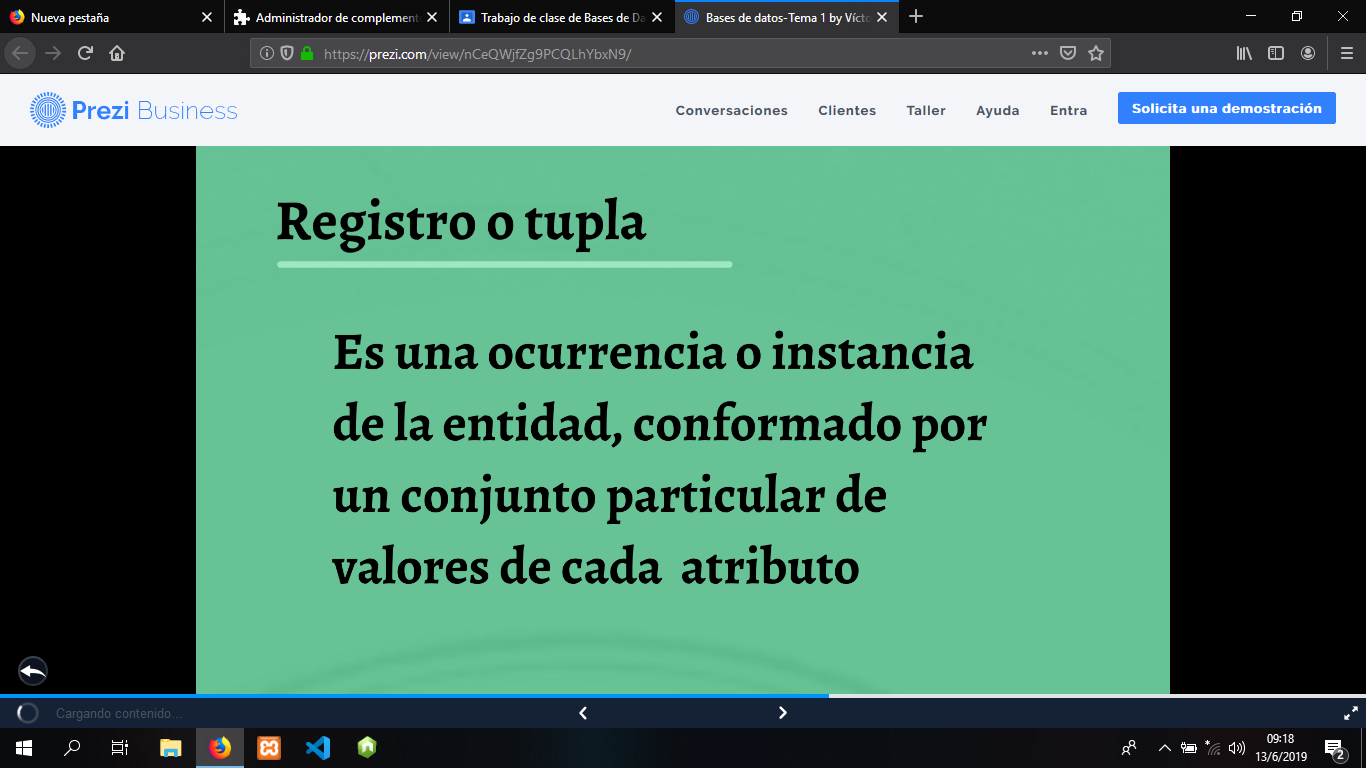 Nueva pestaña
Administrador de complement
Trabajo de clase de Bases de Da
Bases de datos-Tema 1 by Vícto
https://prezi.com/view/nCeQWjfZg9PCQLhYbxN9/
Prezi Business
Conversaciones Clientes Taller Ayuda Entra Solicita una demostración
Registro o tupla
Es una ocurrencia o instancia
de la entidad, conformado por
un conjunto particular de
valores de cada atributo
Cargando contenido...
09:18
13/6/2019
2